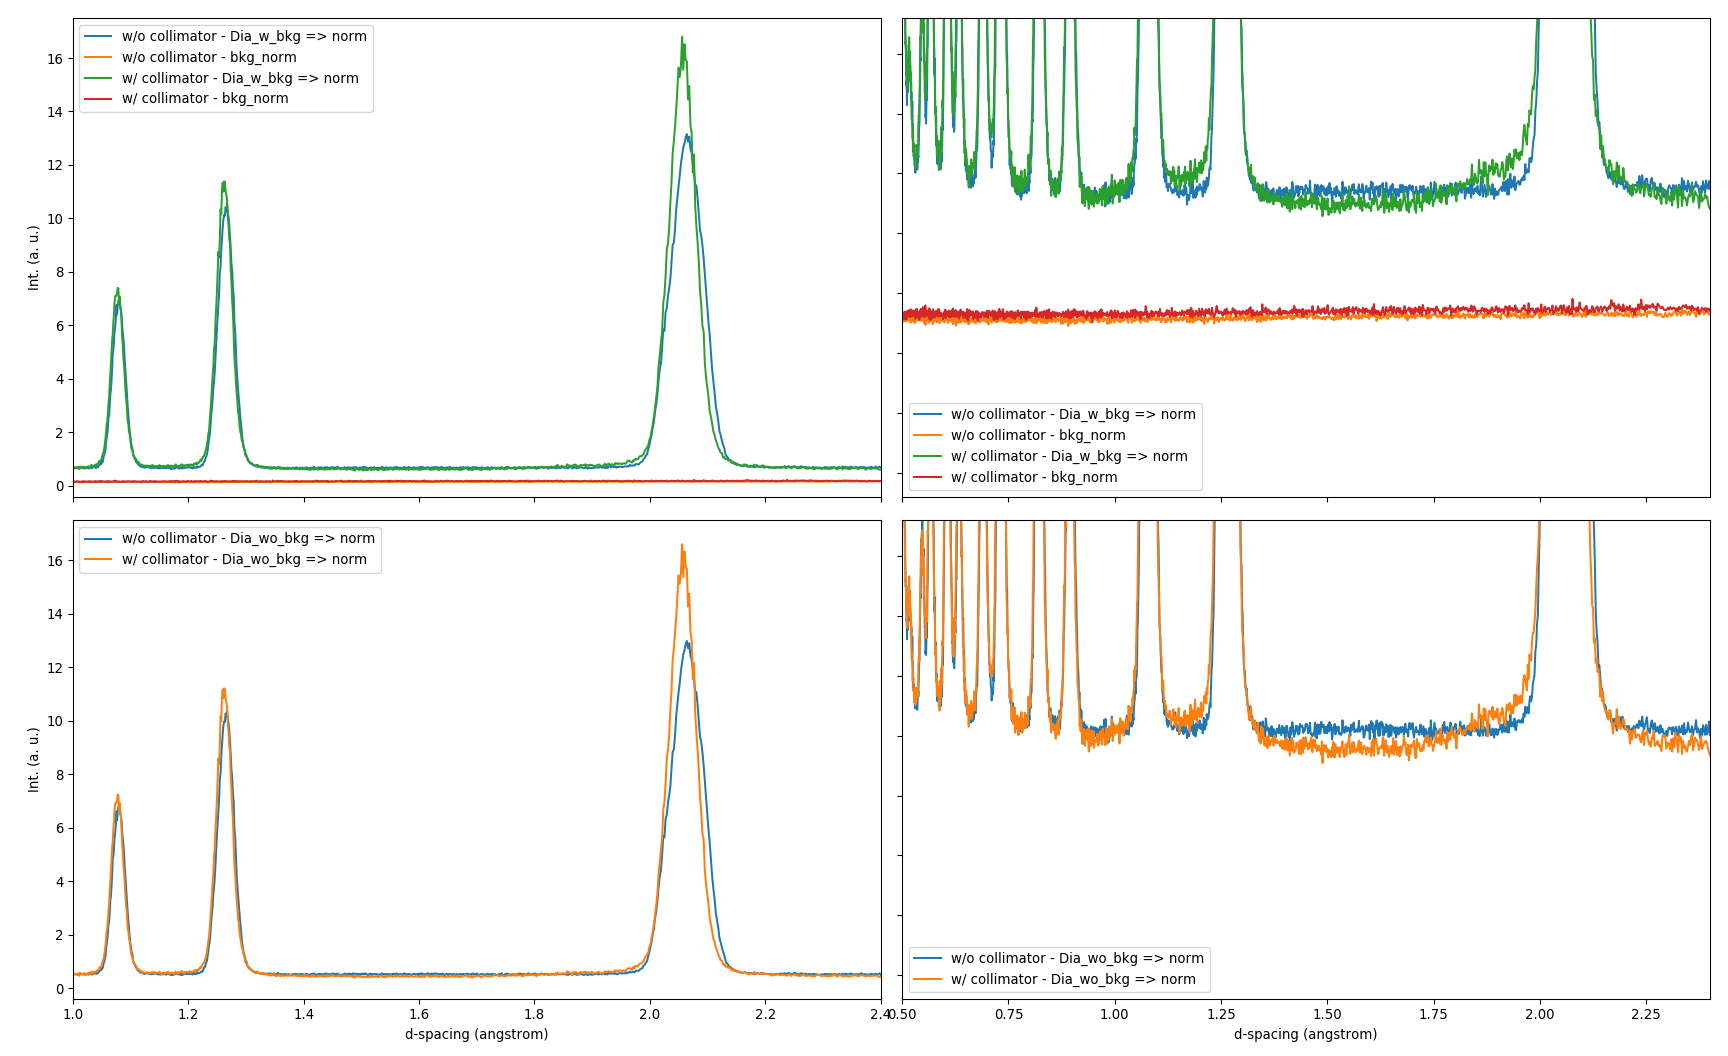 w/o collimator - Dia_w_bkg => norm
w/o collimator - bkg_norm
w/ collimator - Dia_w_bkg => norm
w/ collimator - bkg_norm
16
14
12
10
8
6
4
2
0
Int. (a. u.)
w/o collimator - Dia_w_bkg => norm
w/o collimator - bkg_norm
w/ collimator - Dia_w_bkg => norm
w/ collimator - bkg_norm
w/o collimator - Dia_wo_bkg => norm
w/ collimator - Dia_wo_bkg => norm
16
14
12
10
8
6
4
2
0
Int. (a. u.)
1.0 1.2 1.4 1.6 1.8 2.0 2.2 2.4
d-spacing (angstrom)
w/o collimator - Dia_wo_bkg => norm
w/ collimator - Dia_wo_bkg => norm
0.50 0.75 1.00 1.25 1.50 1.75 2.00 2.25
d-spacing (angstrom)